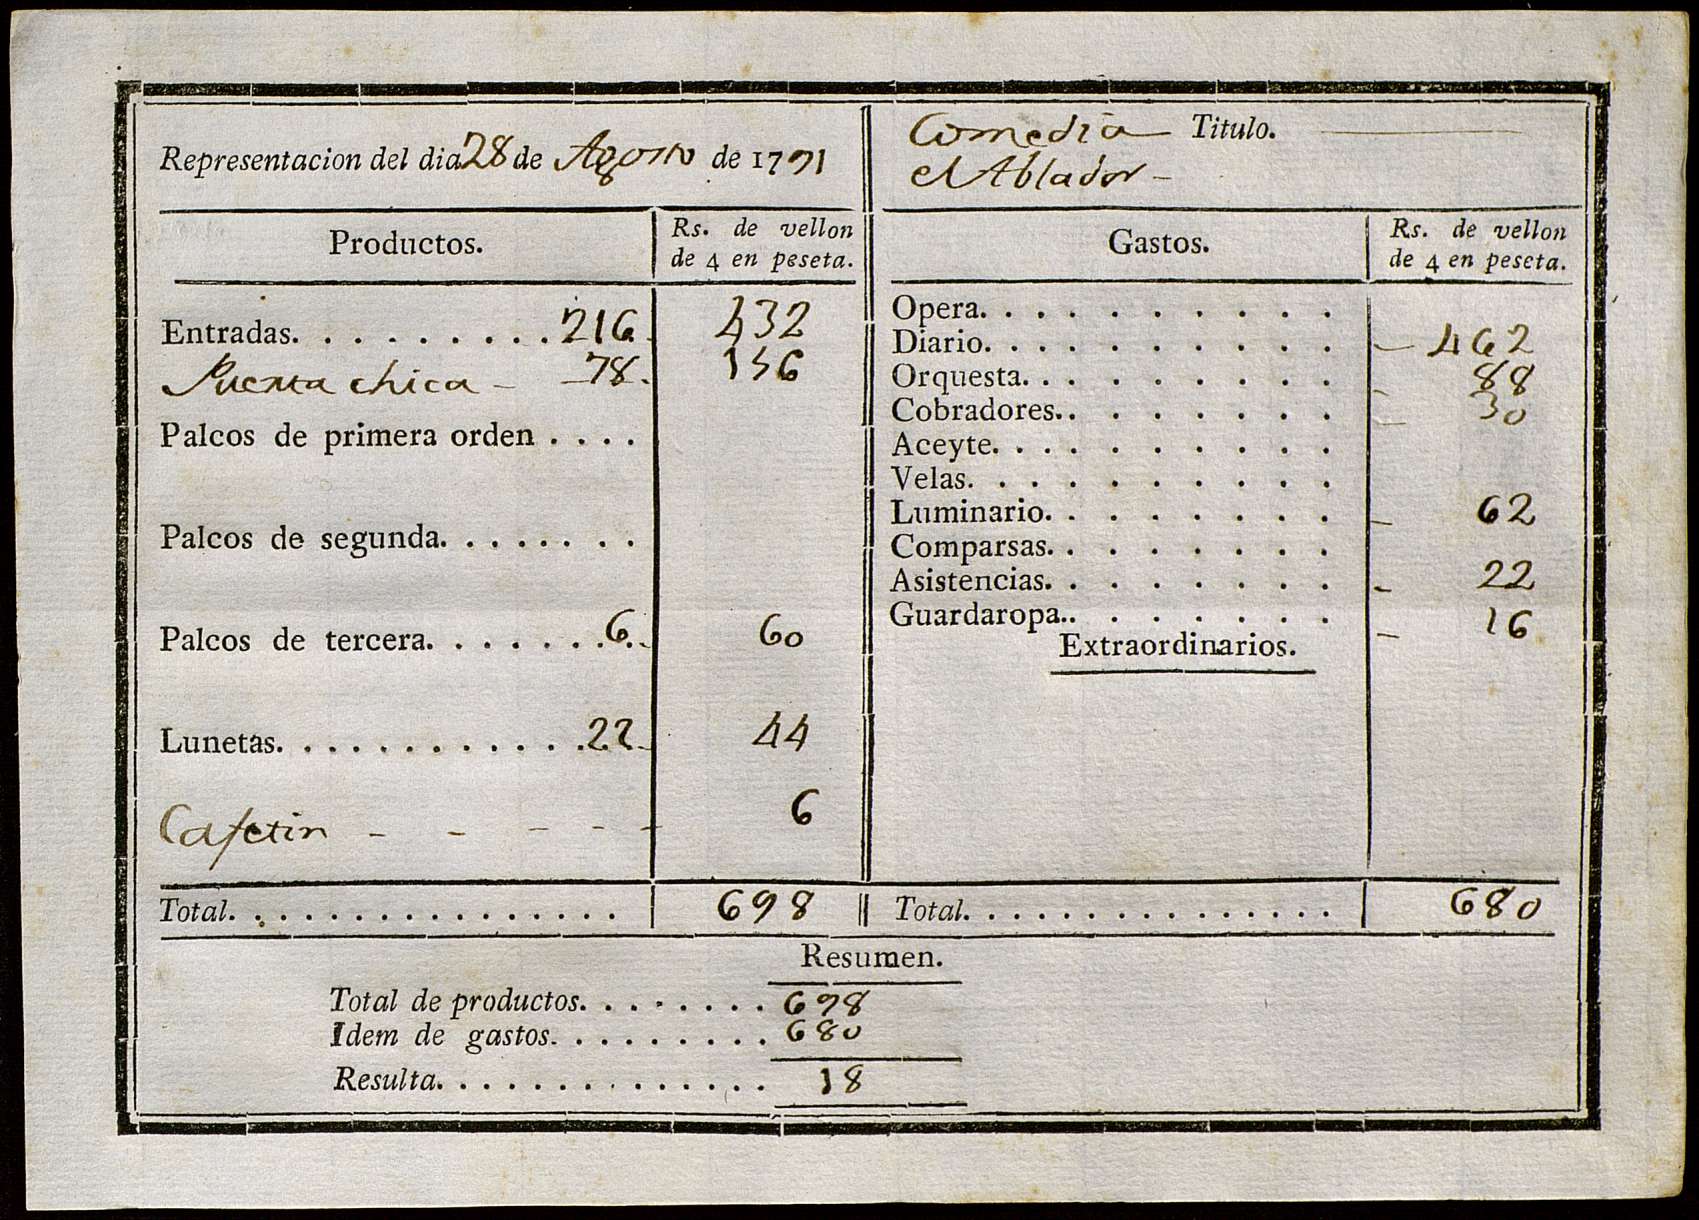 Representacion del dia 28 de Agosto de 1791
Comedia Titulo.
el Ablador -
Productos.
Rs. de vellon
de 4 en peseta.
Entradas. . . . . . . . . 216. 432
Puerta chica - - 78. 156
Palcos de primera orden . . . .
Palcos de segunda. . . . . . . .
Palcos de tercera. . . . . . . 6. 60
Lunetas. . . . . . . . . . . . 22. 44
Cafetin - - - - - 6
Total. . . . . . . . . . . . . . . . 698
Gastos.
Rs. de vellon
de 4 en peseta.
Opera. . . . . . . . . .
Diario. . . . . . . . . . - 462
Orquesta. . . . . . . . . - 88
Cobradores. . . . . . . . - 30
Aceyte. . . . . . . . . .
Velas. . . . . . . . . .
Luminario. . . . . . . . - 62
Comparsas. . . . . . . .
Asistencias. . . . . . . . - 22
Guardaropa. . . . . . . . - 16
Extraordinarios.
Total. . . . . . . . . . . . . . . 680
Resumen.
Total de productos. . . . . . . . 698
Idem de gastos. . . . . . . . . 680
Resulta. . . . . . . . . . . . . . 18